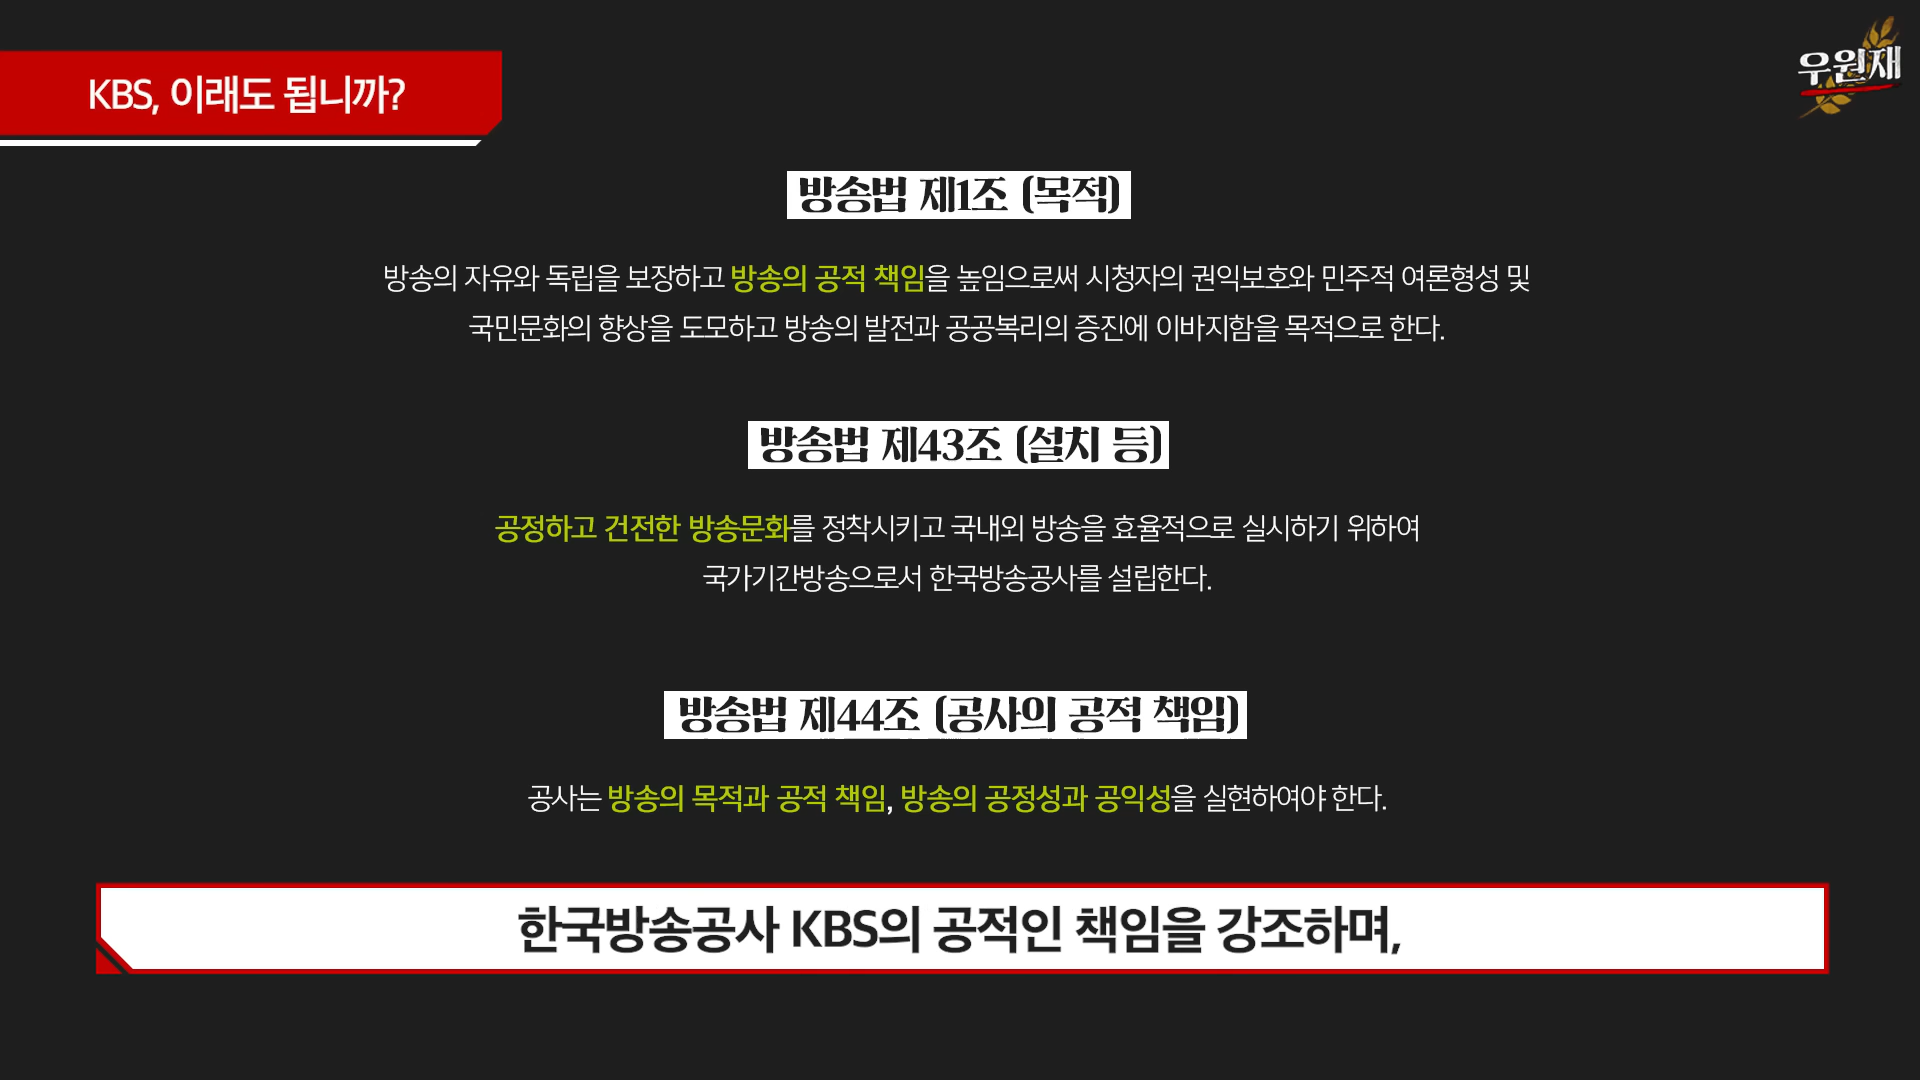 KBS, 이래도 됩니까?
우원재
방송법 제1조 (목적)
방송의 자유와 독립을 보장하고 방송의 공적 책임을 높임으로써 시청자의 권익보호와 민주적 여론형성 및
국민문화의 향상을 도모하고 방송의 발전과 공공복리의 증진에 이바지함을 목적으로 한다.
방송법 제43조 (설치 등)
공정하고 건전한 방송문화를 정착시키고 국내외 방송을 효율적으로 실시하기 위하여
국가기간방송으로서 한국방송공사를 설립한다.
방송법 제44조 (공사의 공적 책임)
공사는 방송의 목적과 공적 책임, 방송의 공정성과 공익성을 실현하여야 한다.
한국방송공사 KBS의 공적인 책임을 강조하며,